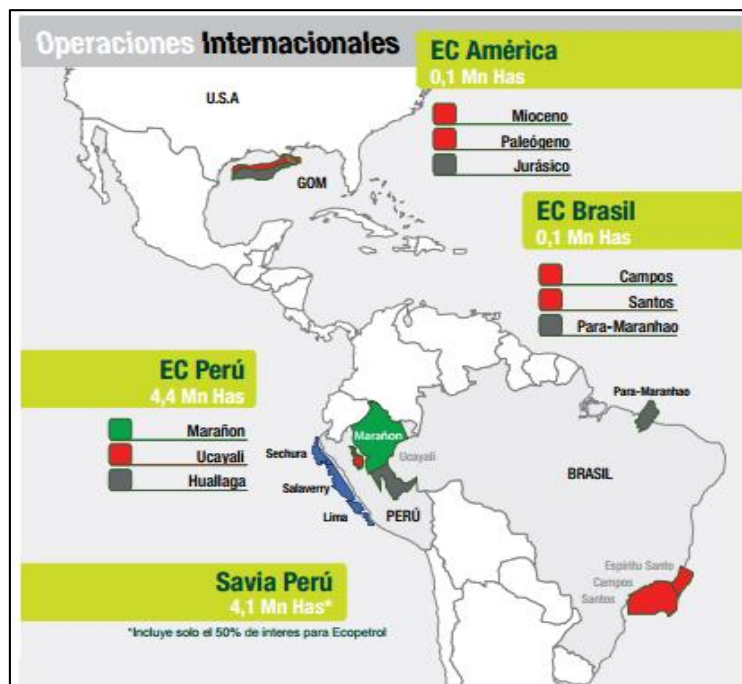 Operaciones Internacionales
EC América
0,1 Mn Has
Mioceno
Paleógeno
Jurásico
U.S.A
GOM
EC Brasil
0,1 Mn Has
Campos
Santos
Para-Maranhao
EC Perú
4,4 Mn Has
Marañon
Ucayali
Huallaga
Para-Maranhao
Marañon
Ucayali
Sechura
Salaverry
Lima
PERÚ
BRASIL
Espiritu Santo
Campos
Santos
Savia Perú
4,1 Mn Has*
*Incluye solo el 50% de interes para Ecopetrol